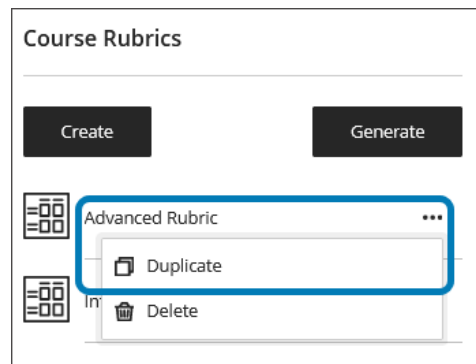 Course Rubrics
Create
Generate
Advanced Rubric
Duplicate
Delete